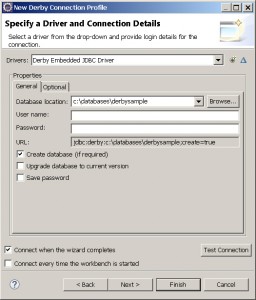 New Derby Connection Profile
Specify a Driver and Connection Details
Select a driver from the drop-down and provide login details for the
connection.
Drivers: Derby Embedded JDBC Driver
Properties
General Optional
Database location: c:\databases\derbysample Browse...
User name:
Password:
URL: jdbc:derby:c:\databases\derbysample;create=true
Create database (if required)
Upgrade database to current version
Save password
Connect when the wizard completes Test Connection
Connect every time the workbench is started
? < Back Next > Finish Cancel